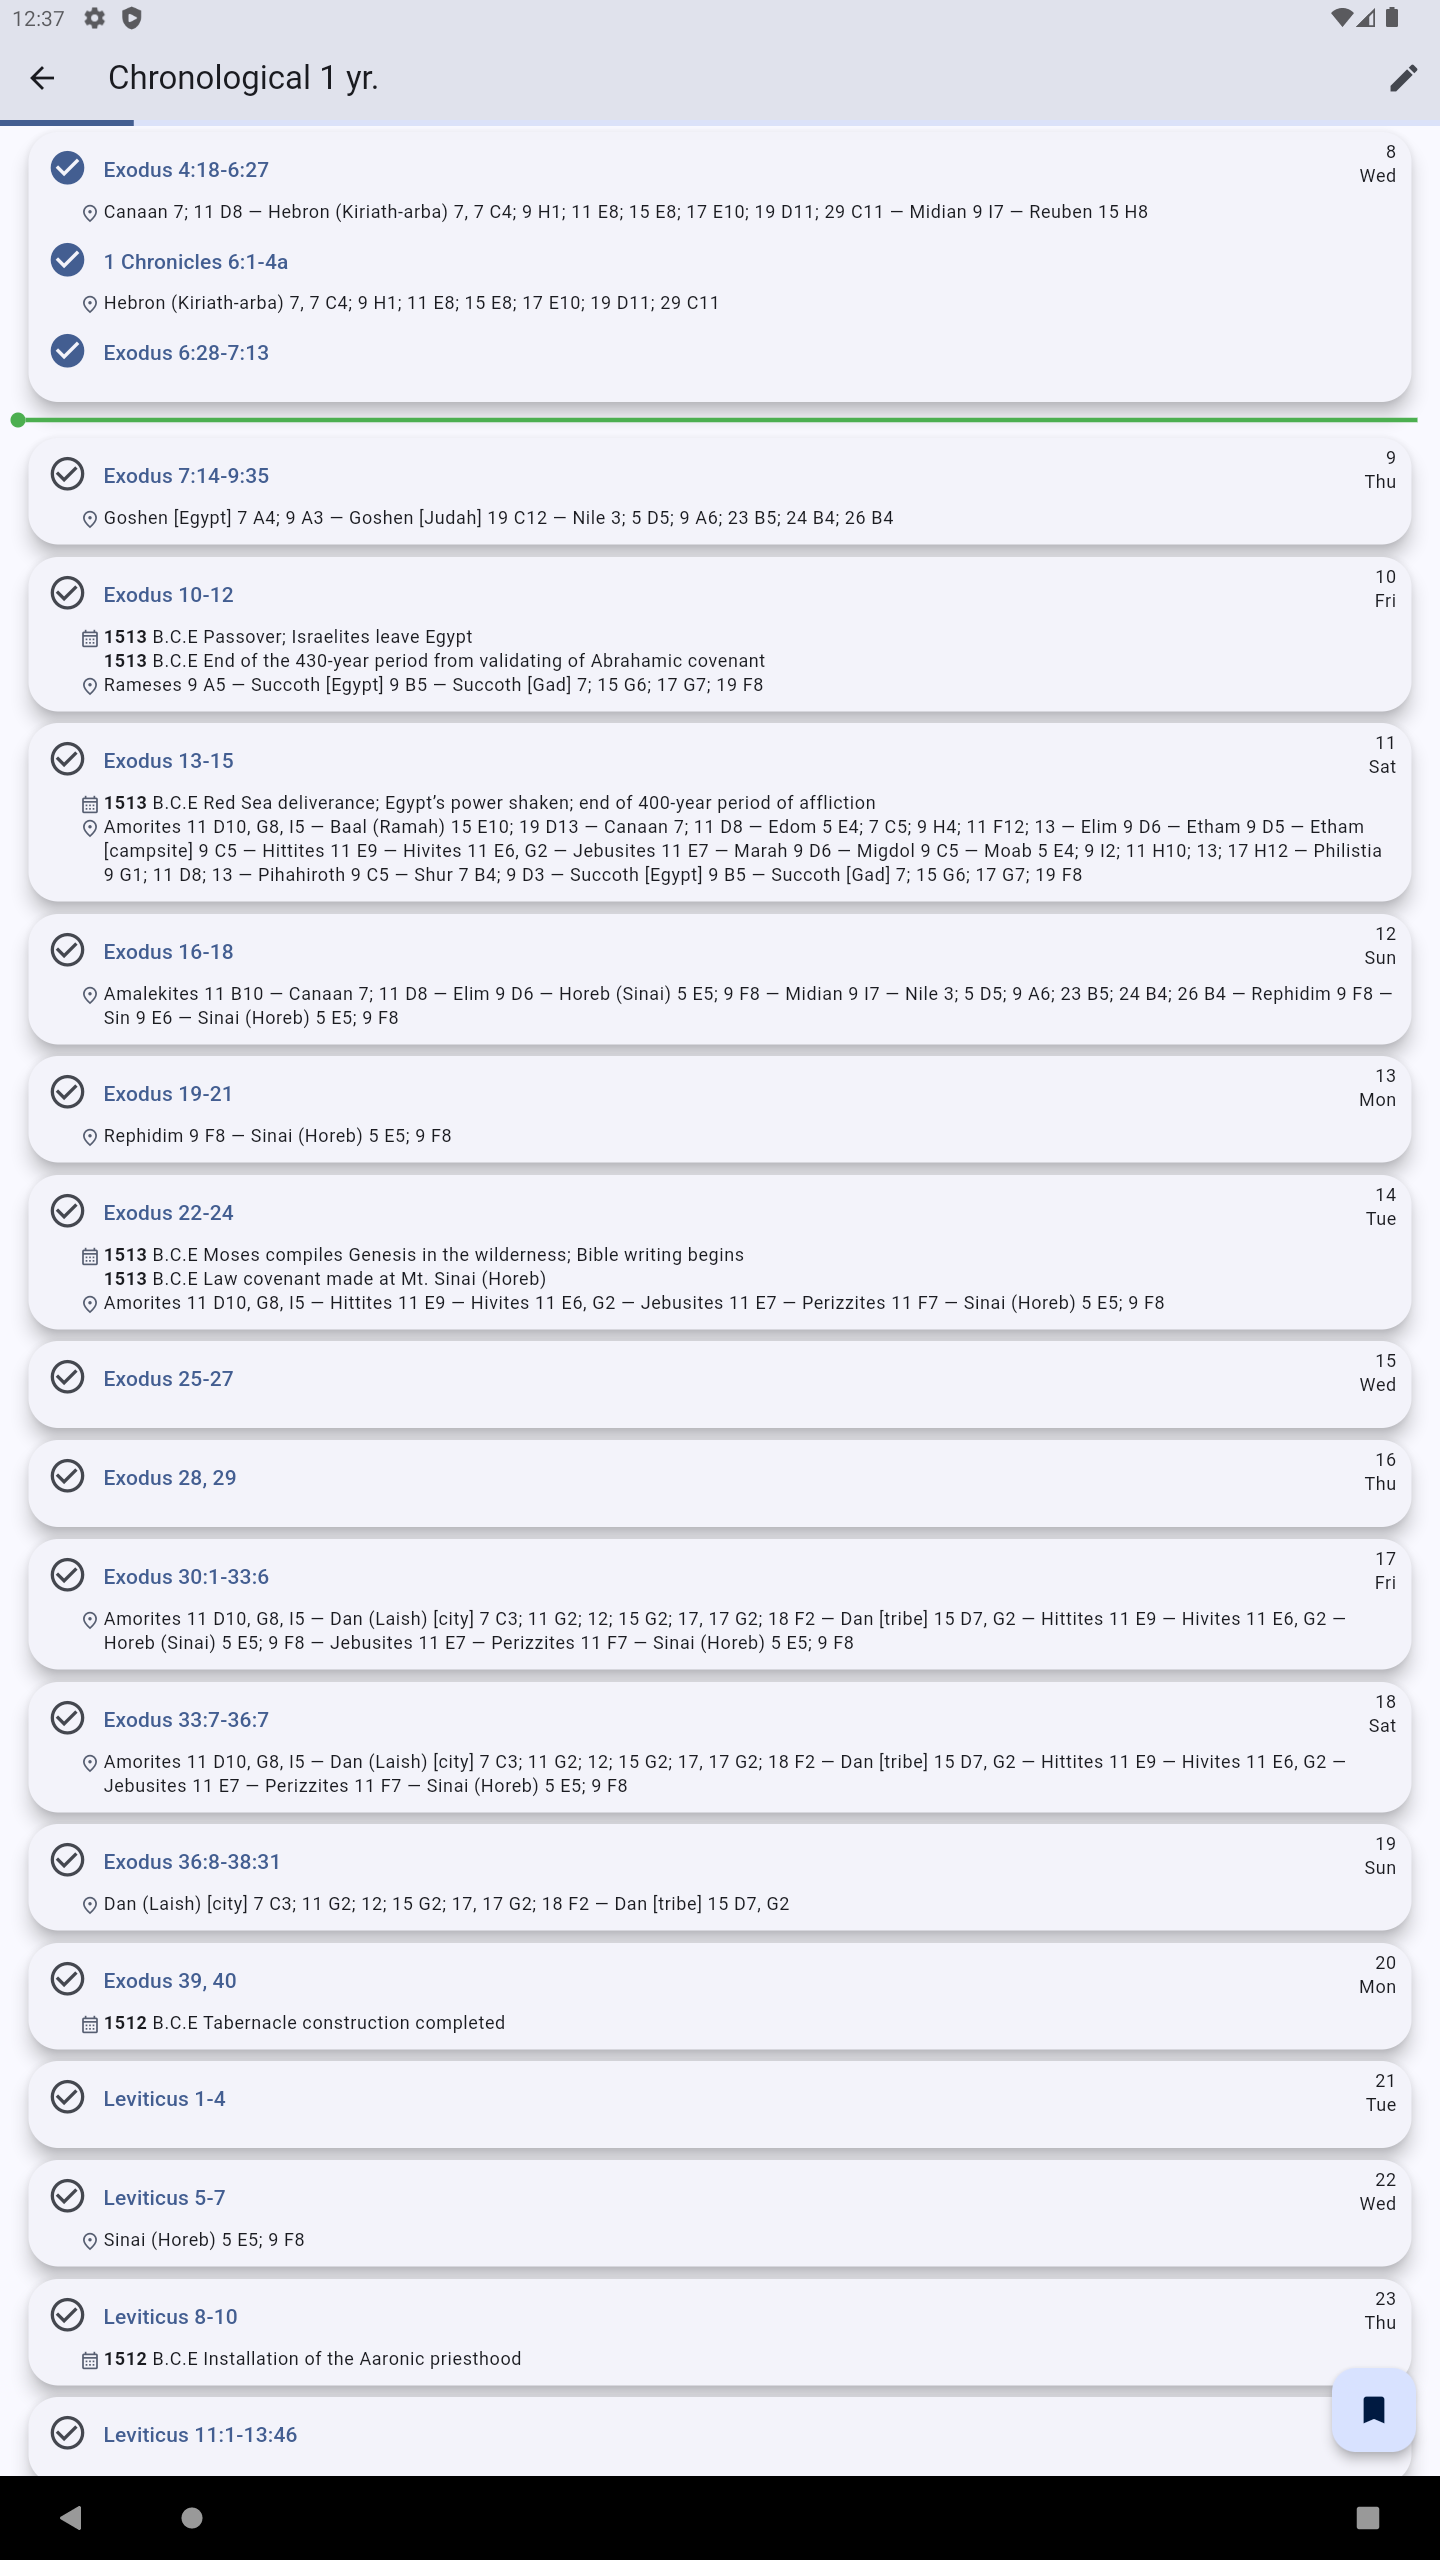 12:37
Chronological 1 yr.
Exodus 4:18-6:27
8
Wed
Canaan 7; 11 D8 — Hebron (Kiriath-arba) 7, 7 C4; 9 H1; 11 E8; 15 E8; 17 E10; 19 D11; 29 C11 — Midian 9 I7 — Reuben 15 H8
1 Chronicles 6:1-4a
Hebron (Kiriath-arba) 7, 7 C4; 9 H1; 11 E8; 15 E8; 17 E10; 19 D11; 29 C11
Exodus 6:28-7:13
Exodus 7:14-9:35
9
Thu
Goshen [Egypt] 7 A4; 9 A3 — Goshen [Judah] 19 C12 — Nile 3; 5 D5; 9 A6; 23 B5; 24 B4; 26 B4
Exodus 10-12
10
Fri
1513 B.C.E Passover; Israelites leave Egypt
1513 B.C.E End of the 430-year period from validating of Abrahamic covenant
Rameses 9 A5 — Succoth [Egypt] 9 B5 — Succoth [Gad] 7; 15 G6; 17 G7; 19 F8
Exodus 13-15
11
Sat
1513 B.C.E Red Sea deliverance; Egypt’s power shaken; end of 400-year period of affliction
Amorites 11 D10, G8, I5 — Baal (Ramah) 15 E10; 19 D13 — Canaan 7; 11 D8 — Edom 5 E4; 7 C5; 9 H4; 11 F12; 13 — Elim 9 D6 — Etham 9 D5 — Etham
[campsite] 9 C5 — Hittites 11 E9 — Hivites 11 E6, G2 — Jebusites 11 E7 — Marah 9 D6 — Migdol 9 C5 — Moab 5 E4; 9 I2; 11 H10; 13; 17 H12 — Philistia
9 G1; 11 D8; 13 — Pihahiroth 9 C5 — Shur 7 B4; 9 D3 — Succoth [Egypt] 9 B5 — Succoth [Gad] 7; 15 G6; 17 G7; 19 F8
Exodus 16-18
12
Sun
Amalekites 11 B10 — Canaan 7; 11 D8 — Elim 9 D6 — Horeb (Sinai) 5 E5; 9 F8 — Midian 9 I7 — Nile 3; 5 D5; 9 A6; 23 B5; 24 B4; 26 B4 — Rephidim 9 F8 —
Sin 9 E6 — Sinai (Horeb) 5 E5; 9 F8
Exodus 19-21
13
Mon
Rephidim 9 F8 — Sinai (Horeb) 5 E5; 9 F8
Exodus 22-24
14
Tue
1513 B.C.E Moses compiles Genesis in the wilderness; Bible writing begins
1513 B.C.E Law covenant made at Mt. Sinai (Horeb)
Amorites 11 D10, G8, I5 — Hittites 11 E9 — Hivites 11 E6, G2 — Jebusites 11 E7 — Perizzites 11 F7 — Sinai (Horeb) 5 E5; 9 F8
Exodus 25-27
15
Wed
Exodus 28, 29
16
Thu
Exodus 30:1-33:6
17
Fri
Amorites 11 D10, G8, I5 — Dan (Laish) [city] 7 C3; 11 G2; 12; 15 G2; 17, 17 G2; 18 F2 — Dan [tribe] 15 D7, G2 — Hittites 11 E9 — Hivites 11 E6, G2 —
Horeb (Sinai) 5 E5; 9 F8 — Jebusites 11 E7 — Perizzites 11 F7 — Sinai (Horeb) 5 E5; 9 F8
Exodus 33:7-36:7
18
Sat
Amorites 11 D10, G8, I5 — Dan (Laish) [city] 7 C3; 11 G2; 12; 15 G2; 17, 17 G2; 18 F2 — Dan [tribe] 15 D7, G2 — Hittites 11 E9 — Hivites 11 E6, G2 —
Jebusites 11 E7 — Perizzites 11 F7 — Sinai (Horeb) 5 E5; 9 F8
Exodus 36:8-38:31
19
Sun
Dan (Laish) [city] 7 C3; 11 G2; 12; 15 G2; 17, 17 G2; 18 F2 — Dan [tribe] 15 D7, G2
Exodus 39, 40
20
Mon
1512 B.C.E Tabernacle construction completed
Leviticus 1-4
21
Tue
Leviticus 5-7
22
Wed
Sinai (Horeb) 5 E5; 9 F8
Leviticus 8-10
23
Thu
1512 B.C.E Installation of the Aaronic priesthood
Leviticus 11:1-13:46